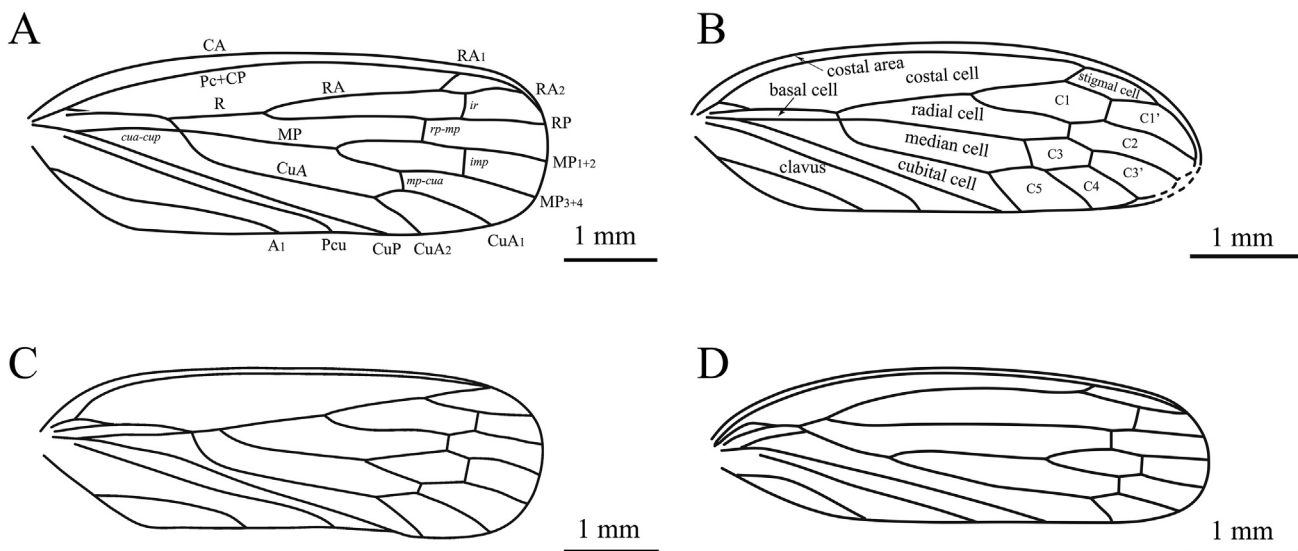 A
CA
Pc+CP
R
RA
RA1
RA2
ir
RP
rp-mp
MP
cua-cup
imp
MP1+2
CuA
mp-cua
MP3+4
A1
Pcu
CuP
CuA2
CuA1
1 mm
B
costal area
costal cell
stigmal cell
basal cell
C1
C1'
radial cell
C2
median cell
C3
C3'
clavus
cubital cell
C5
C4
1 mm
C
1 mm
D
1 mm